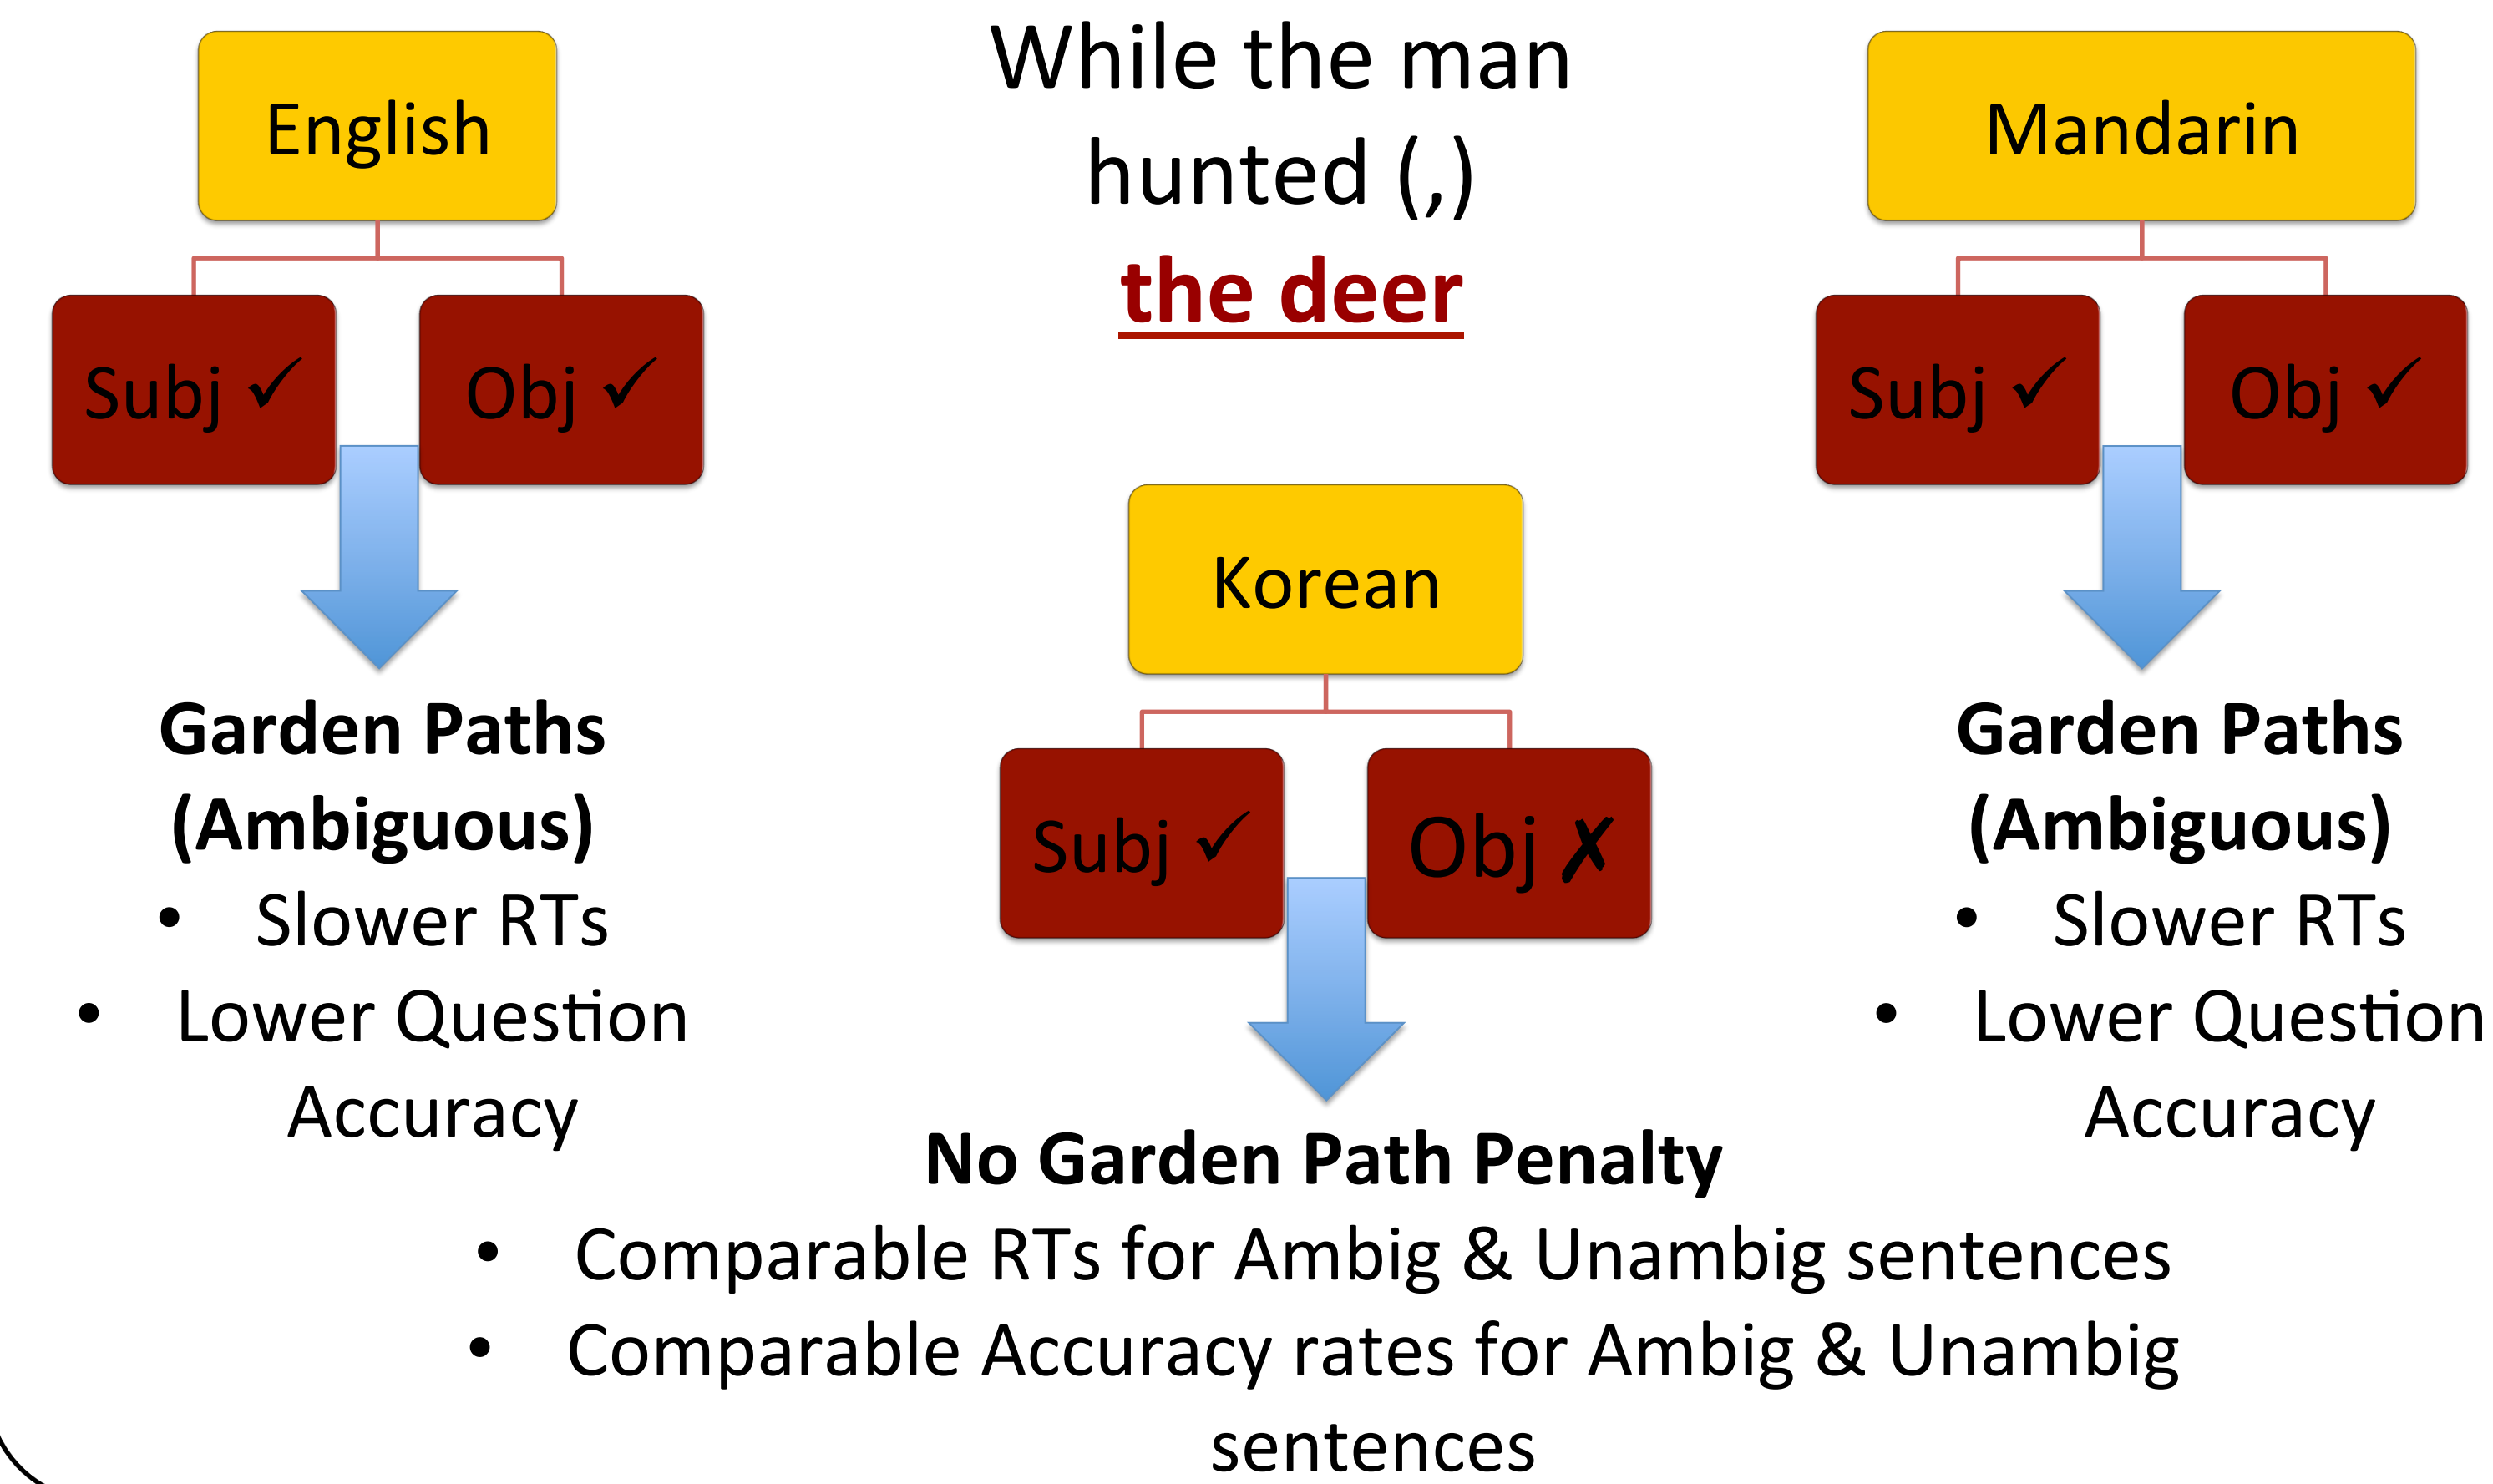 English
Subj ✓
Obj ✓
Garden Paths
(Ambiguous)
• Slower RTs
• Lower Question
Accuracy
While the man
hunted (,)
the deer
Korean
Subj ✓
Obj ✗
No Garden Path Penalty
• Comparable RTs for Ambig & Unambig sentences
• Comparable Accuracy rates for Ambig & Unambig
sentences
Mandarin
Subj ✓
Obj ✓
Garden Paths
(Ambiguous)
• Slower RTs
• Lower Question
Accuracy